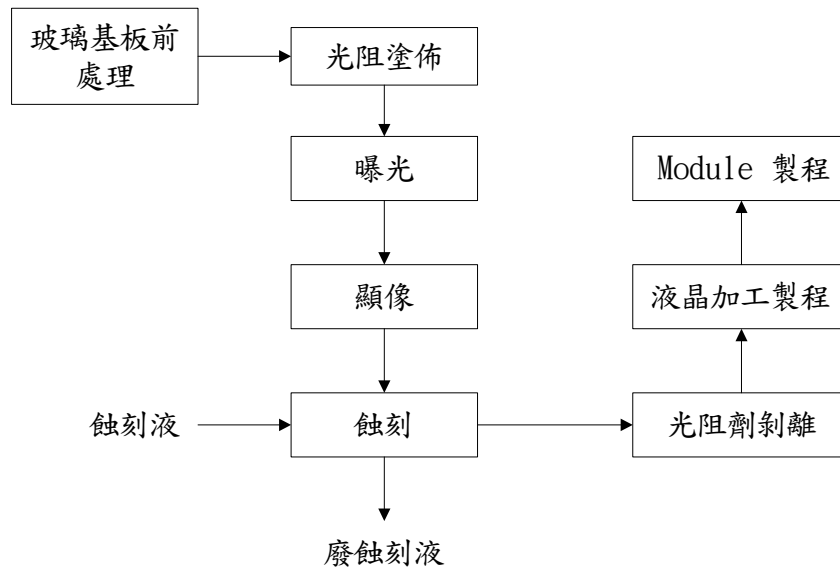 玻璃基板前
處理
光阻塗佈
曝光
Module 製程
顯像
液晶加工製程
蝕刻液
蝕刻
光阻劑剝離
廢蝕刻液